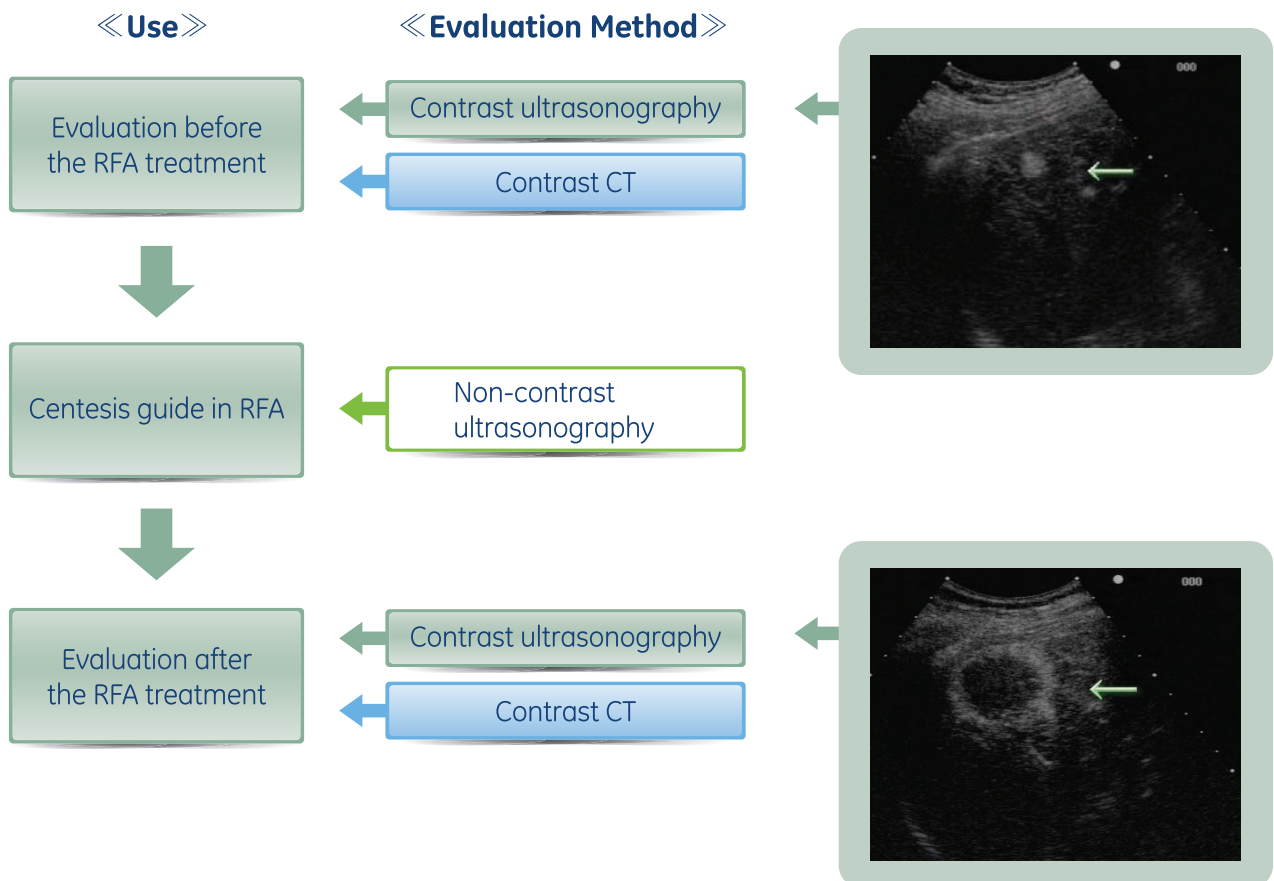 ≪Use≫
≪Evaluation Method≫
Evaluation before
the RFA treatment
Contrast ultrasonography
Contrast CT
000
Centesis guide in RFA
Non-contrast
ultrasonography
Evaluation after
the RFA treatment
Contrast ultrasonography
Contrast CT
000